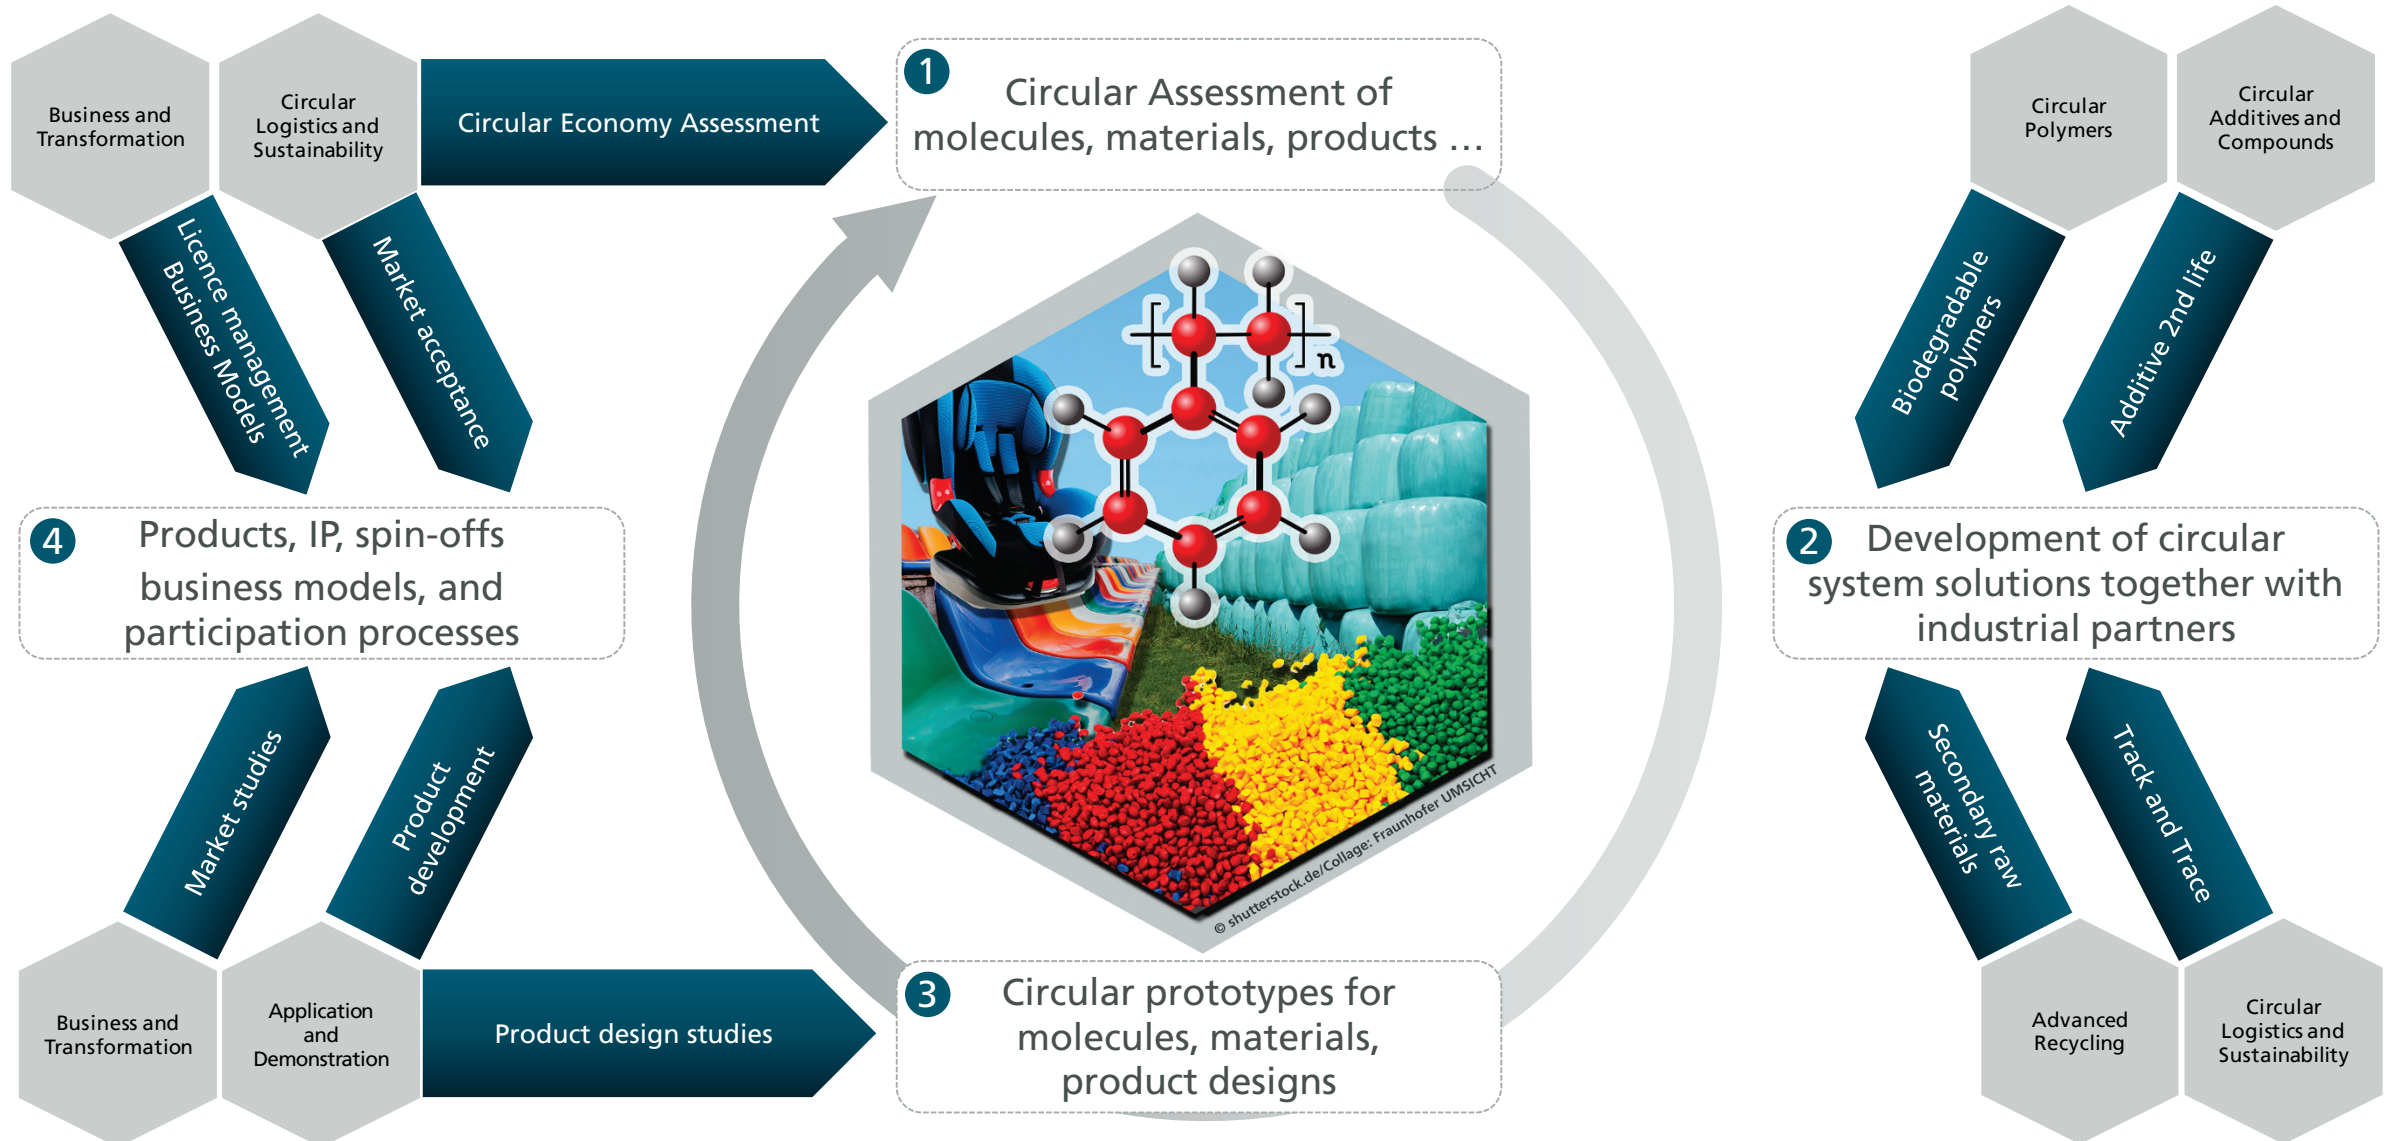 Business and
Transformation
Circular
Logistics and
Sustainability
Circular Economy Assessment
1
Circular Assessment of
molecules, materials, products …
Circular
Polymers
Circular
Additives and
Compounds
Licence management
Business Models
Market acceptance
Biodegradable
polymers
Additive 2nd life
n
4
Products, IP, spin-offs
business models, and
participation processes
2
Development of circular
system solutions together with
industrial partners
Market studies
Product
development
Secondary raw
materials
Track and Trace
© shutterstock.de/Collage: Fraunhofer UMSICHT
Business and
Transformation
Application
and
Demonstration
Product design studies
3
Circular prototypes for
molecules, materials,
product designs
Advanced
Recycling
Circular
Logistics and
Sustainability